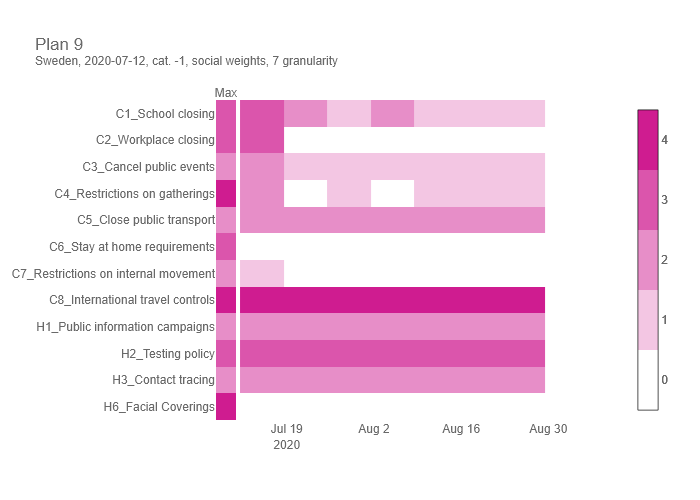 Plan 9
Sweden, 2020-07-12, cat. -1, social weights, 7 granularity
Max
C1_School closing
C2_Workplace closing
C3_Cancel public events
C4_Restrictions on gatherings
C5_Close public transport
C6_Stay at home requirements
C7_Restrictions on internal movement
C8_International travel controls
H1_Public information campaigns
H2_Testing policy
H3_Contact tracing
H6_Facial Coverings
Jul 19 Aug 2 Aug 16 Aug 30
2020
4
3
2
1
0